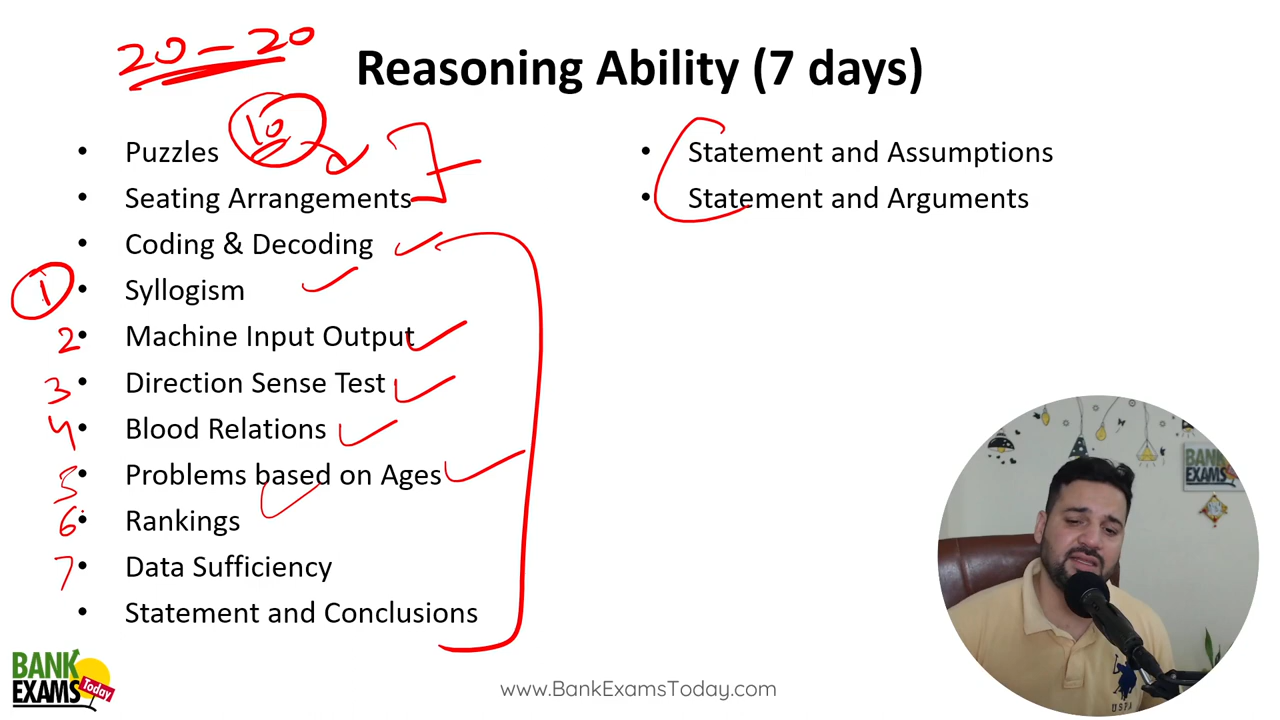 20 - 20
Reasoning Ability (7 days)
• Puzzles 10
• Seating Arrangements
• Coding & Decoding
1 • Syllogism
2 • Machine Input Output
3 • Direction Sense Test
4 • Blood Relations
5 • Problems based on Ages
6 • Rankings
7 • Data Sufficiency
• Statement and Conclusions
• Statement and Assumptions
• Statement and Arguments
BANK
EXAMS
BANK
EXAMS
Today
www.BankExamsToday.com